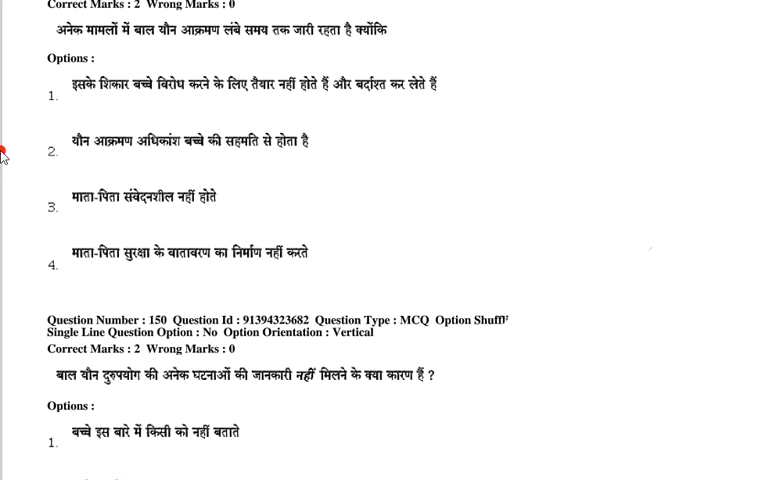 Correct Marks : 2 Wrong Marks : 0
अनेक मामलों में बाल यौन आक्रमण लंबे समय तक जारी रहता है क्योंकि
Options :
1. इसके शिकार बच्चे विरोध करने के लिए तैयार नहीं होते हैं और बर्दाश्त कर लेते हैं
2. यौन आक्रमण अधिकांश बच्चे की सहमति से होता है
3. माता-पिता संवेदनशील नहीं होते
4. माता-पिता सुरक्षा के वातावरण का निर्माण नहीं करते
Question Number : 150 Question Id : 91394323682 Question Type : MCQ Option
Single Line Question Option : No Option Orientation : Vertical
Correct Marks : 2 Wrong Marks : 0
बाल यौन दुरुपयोग की अनेक घटनाओं की जानकारी नहीं मिलने के क्या कारण हैं ?
Options :
1. बच्चे इस बारे में किसी को नहीं बताते